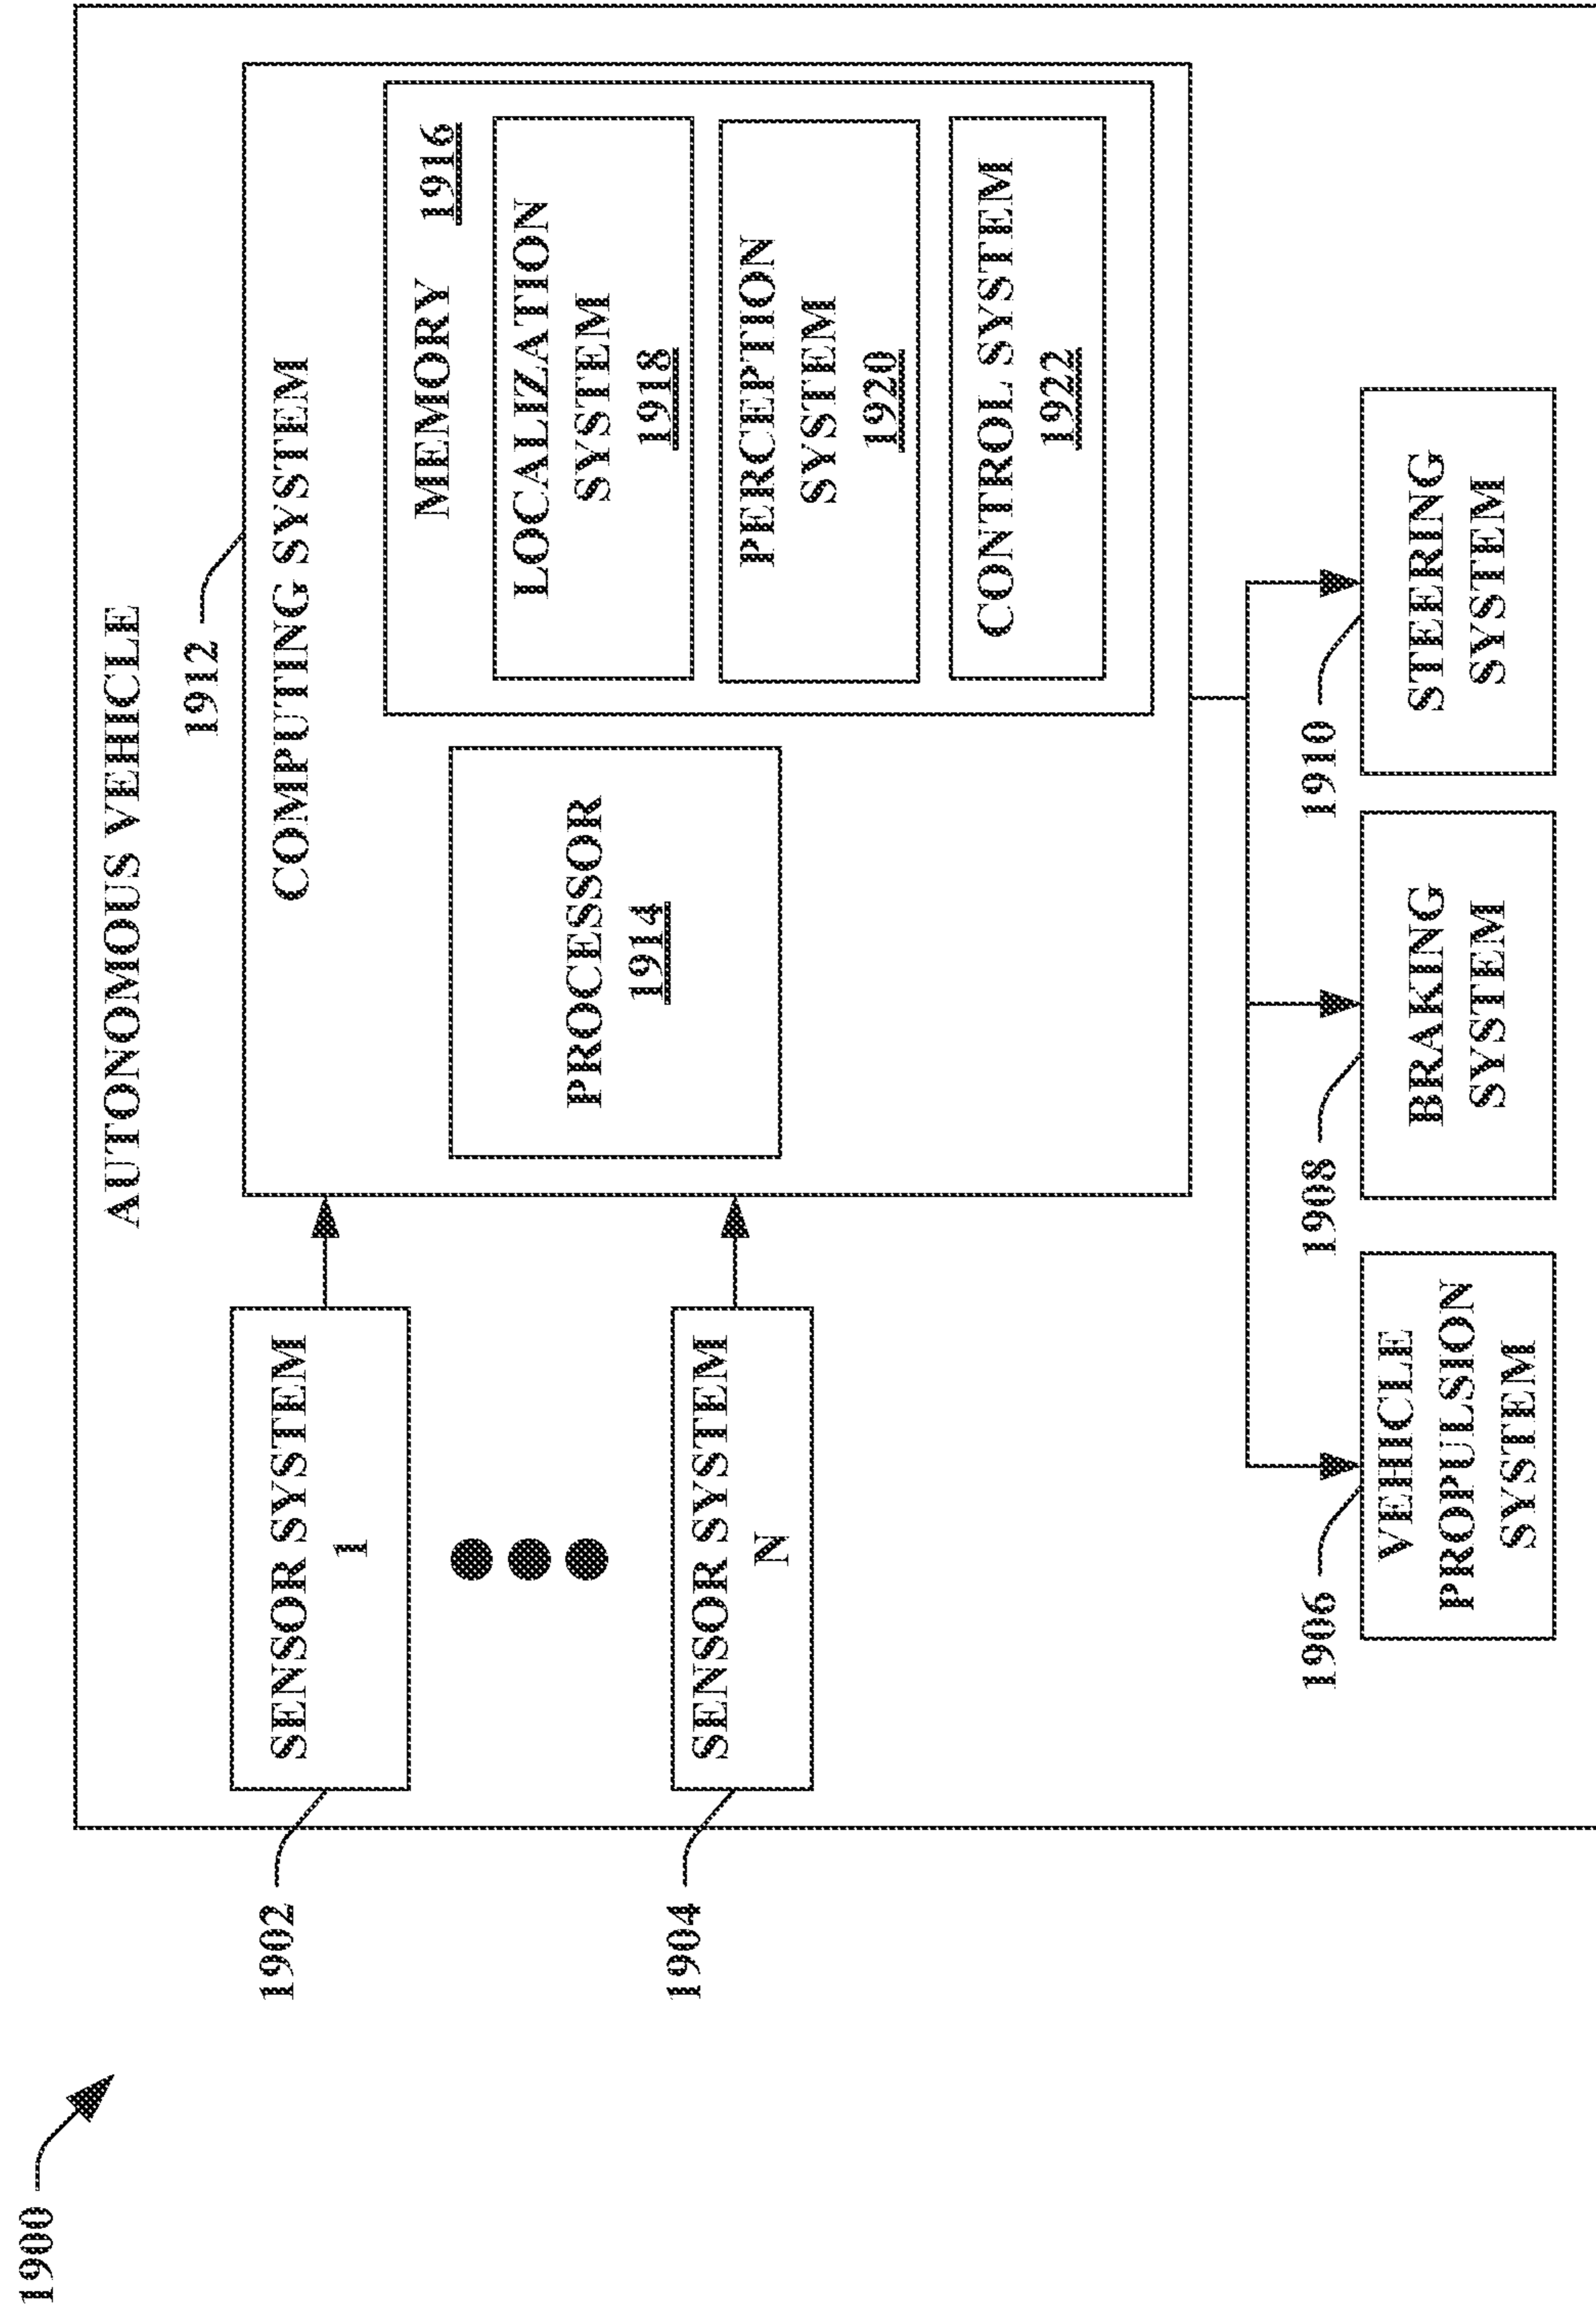 1900
AUTONOMOUS VEHICLE
1912
COMPUTING SYSTEM
1902
SENSOR SYSTEM
1
1904
SENSOR SYSTEM
N
PROCESSOR
1914
MEMORY 1916
LOCALIZATION
SYSTEM
1918
PERCEPTION
SYSTEM
1920
CONTROL SYSTEM
1922
1906
VEHICLE
PROPULSION
SYSTEM
1908
BRAKING
SYSTEM
1910
STEERING
SYSTEM